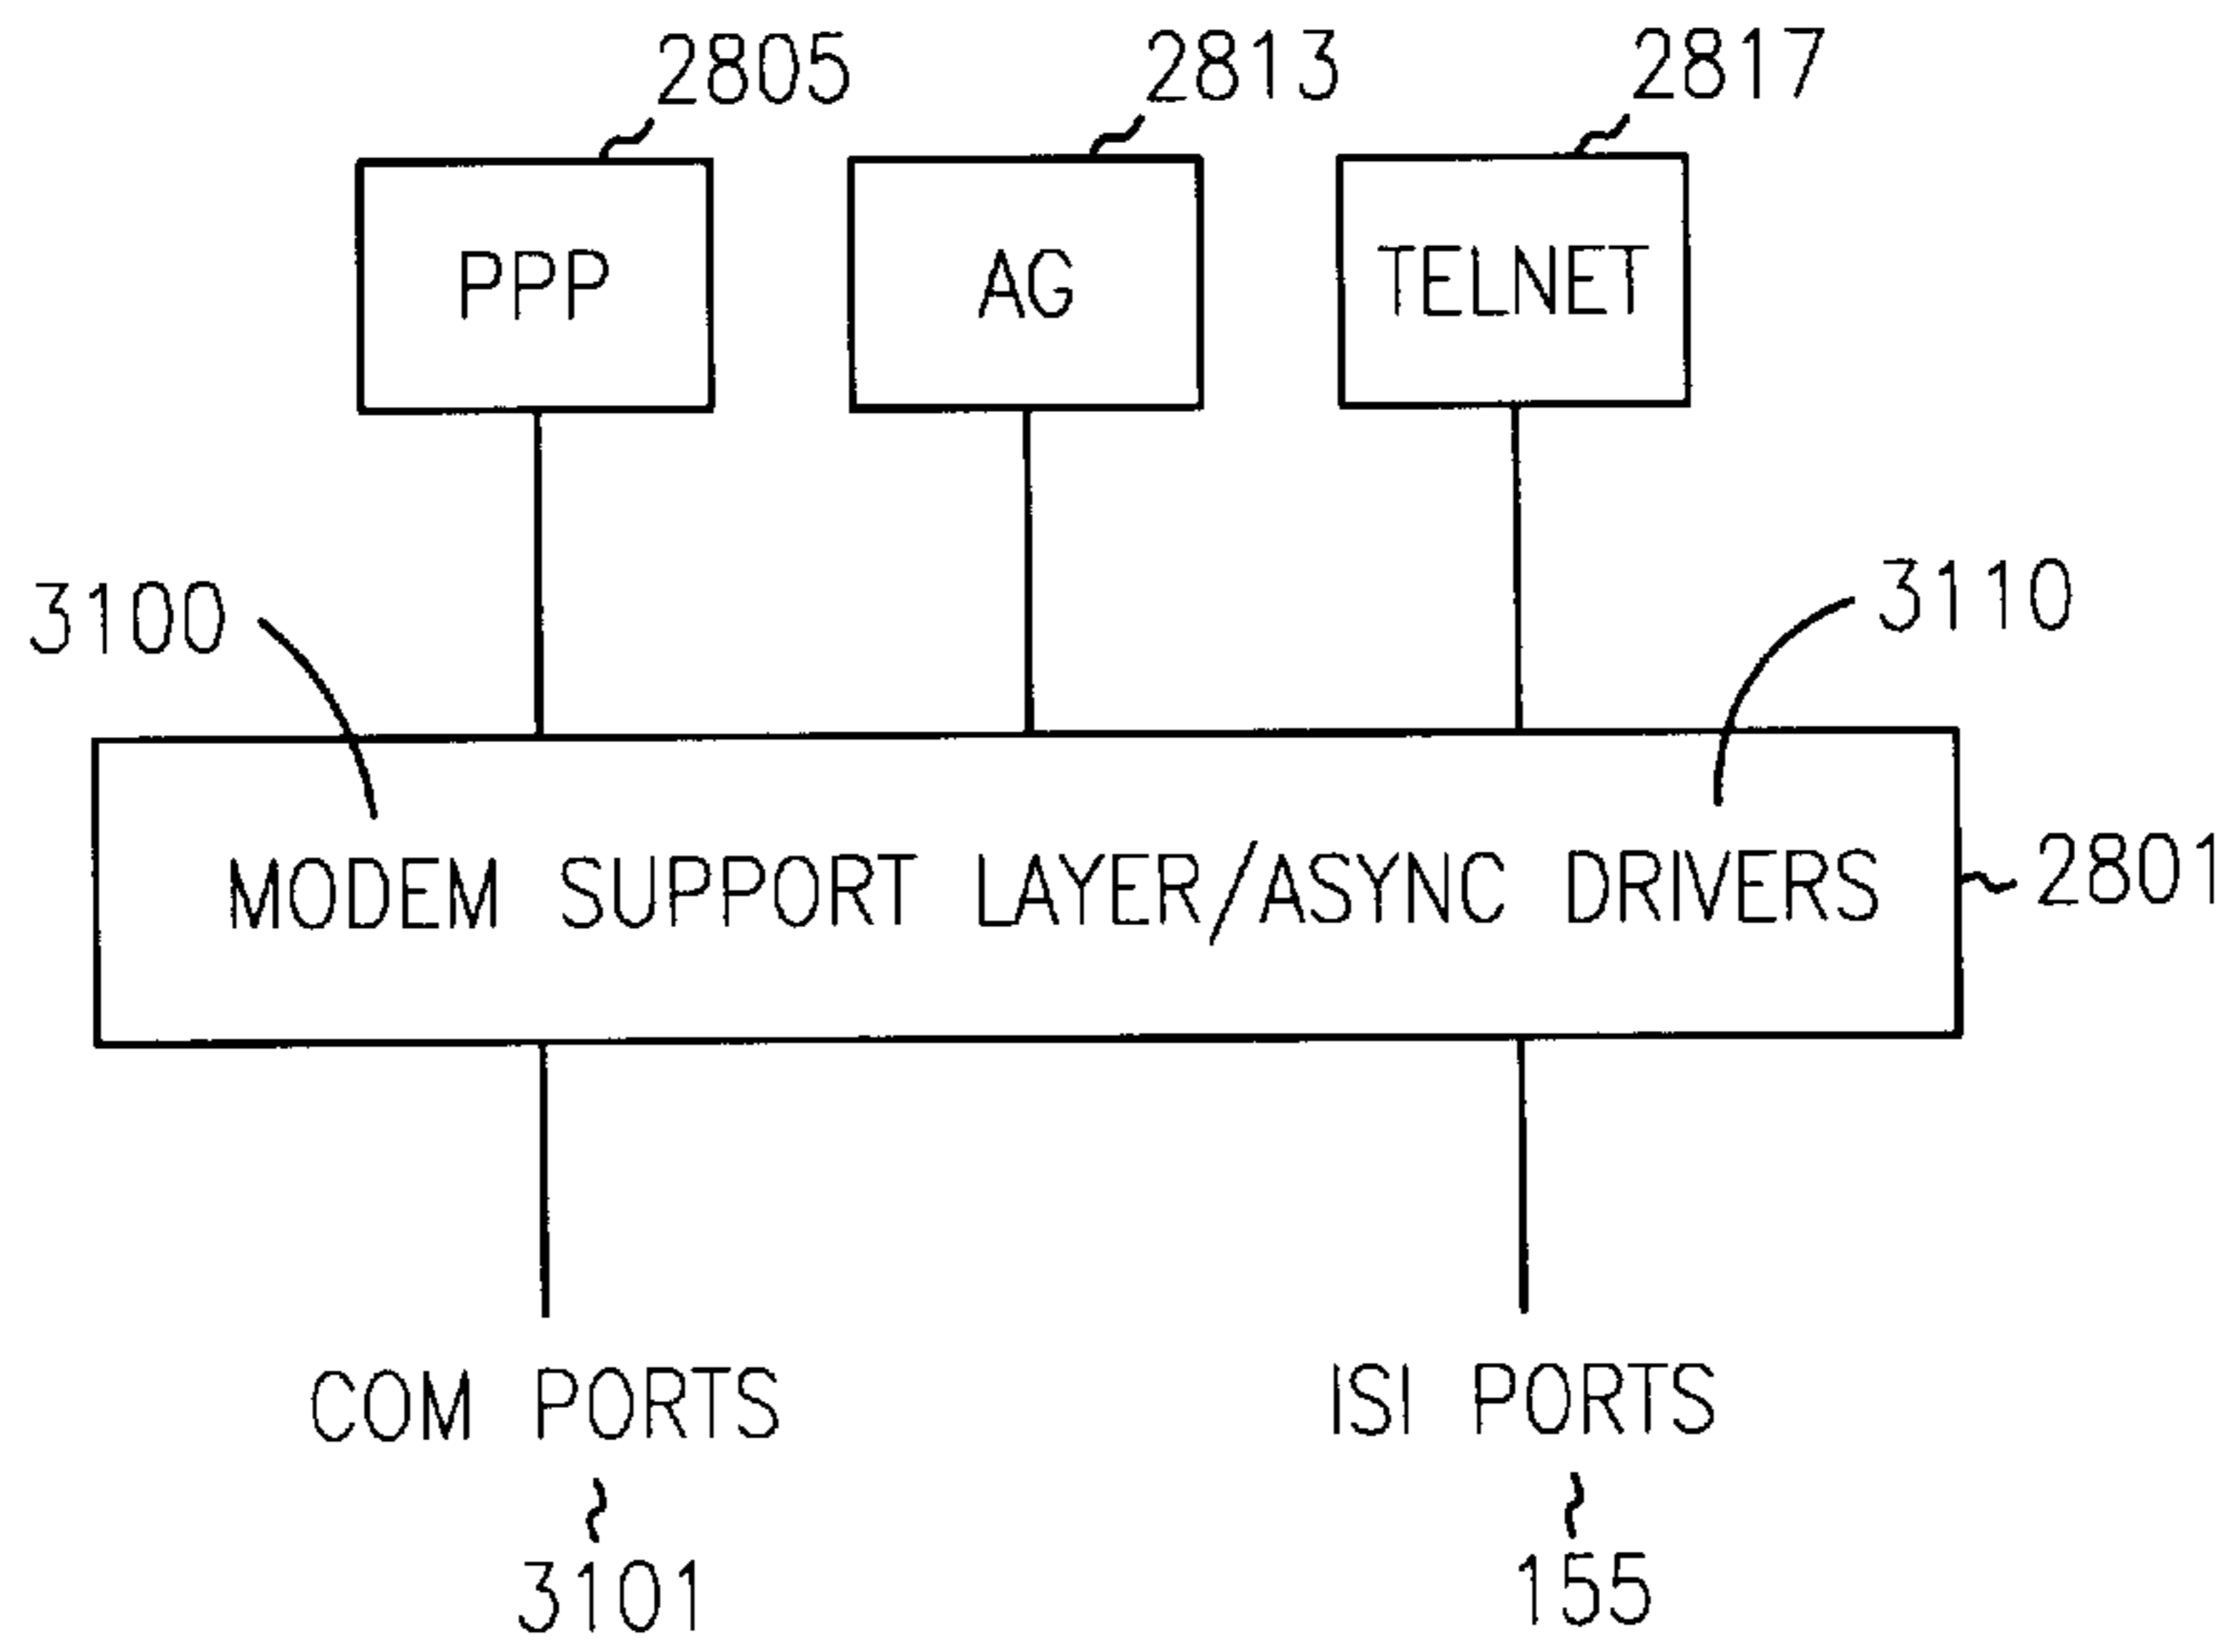 2805
2813
2817
PPP
AG
TELNET
3100
3110
MODEM SUPPORT LAYER/ASYNC DRIVERS
2801
COM PORTS
ISI PORTS
3101
155